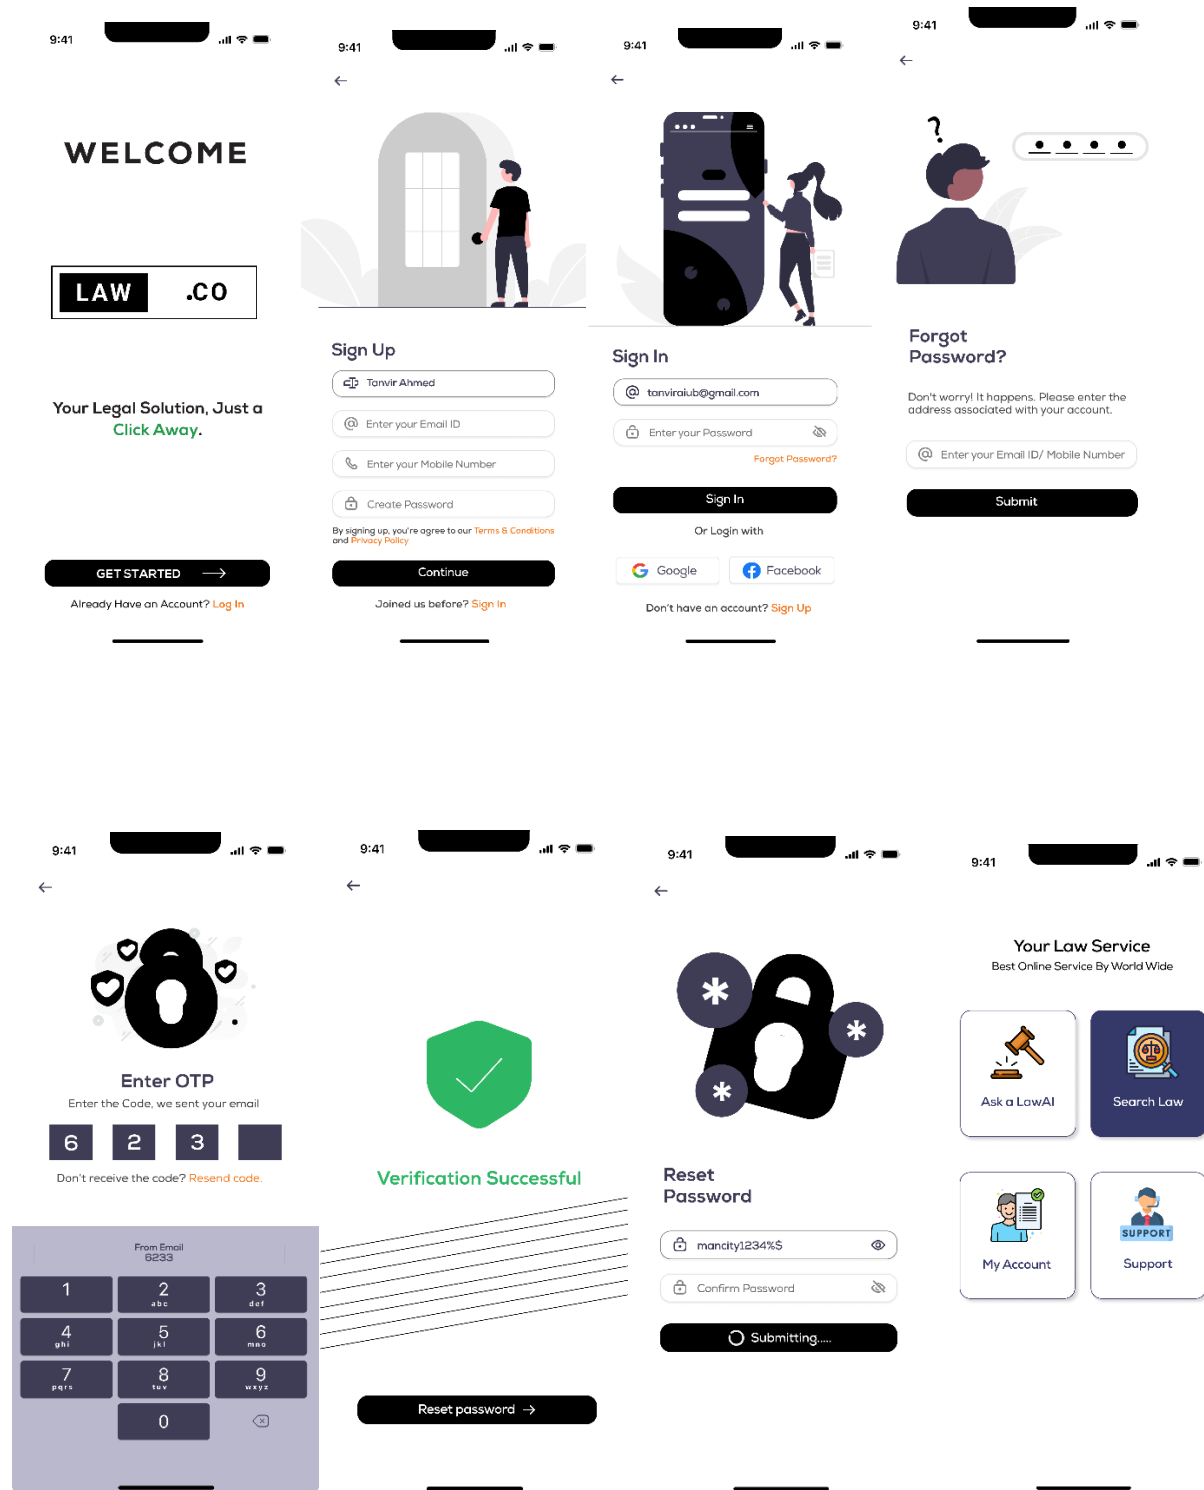 9:41
WELCOME
LAW .CO
Your Legal Solution, Just a
Click Away.
GET STARTED
Already Have an Account? Log In
9:41
Sign Up
Tanvir Ahmed
Enter your Email ID
Enter your Mobile Number
Create Password
By signing up, you're agree to our Terms & Conditions
and Privacy Policy
Continue
Joined us before? Sign In
9:41
Sign In
tanviraiub@gmail.com
Enter your Password
Forgot Password?
Sign In
Or Login with
Google
Facebook
Don't have an account? Sign Up
9:41
?
Forgot
Password?
Don't worry! It happens. Please enter the
address associated with your account.
Enter your Email ID/ Mobile Number
Submit
9:41
Enter OTP
Enter the Code, we sent your email
6 2 3
Don't receive the code? Resend code.
From Email
6233
1 2 3
abc def
4 5 6
ghi jkl mno
7 8 9
pqrs tuv wxyz
0
9:41
Verification Successful
Reset password
9:41
* * *
Reset
Password
mancity1234%$
Confirm Password
Submitting.....
9:41
Your Law Service
Best Online Service By World Wide
Ask a LawAI
Search Law
My Account
SUPPORT
Support